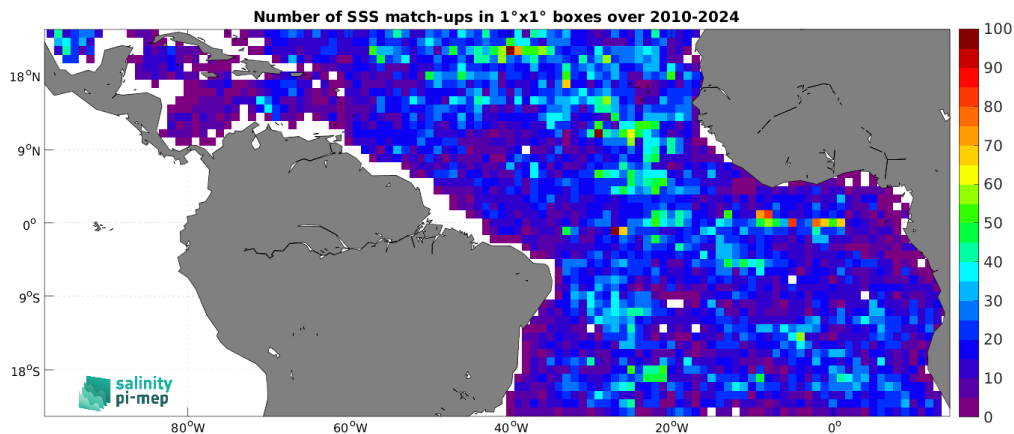 Number of SSS match-ups in 1°x1° boxes over 2010-2024
100
90
80
70
60
50
40
30
20
10
0
18°N
9°N
0°
9°S
18°S
salinity
pi-mep
80°W
60°W
40°W
20°W
0°